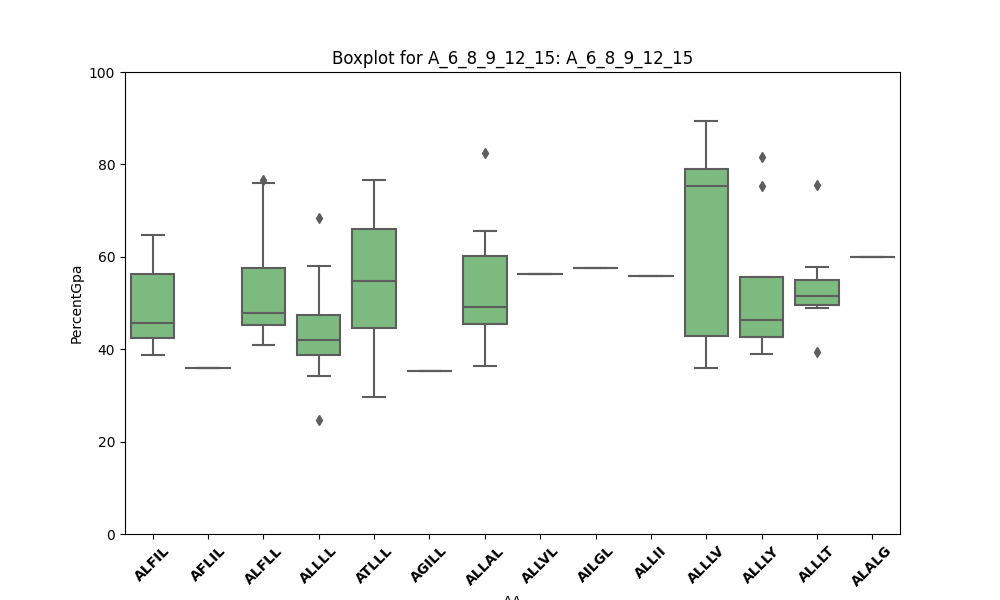 Boxplot for A_6_8_9_12_15: A_6_8_9_12_15
100
80
60
40
20
0
PercentGpa
ALFIL
AFLIL
ALFLL
ALLLL
ATLLL
AGILL
ALLAL
ALLVL
AILGL
ALLII
ALLLV
ALLLY
ALLLT
ALALG
AA